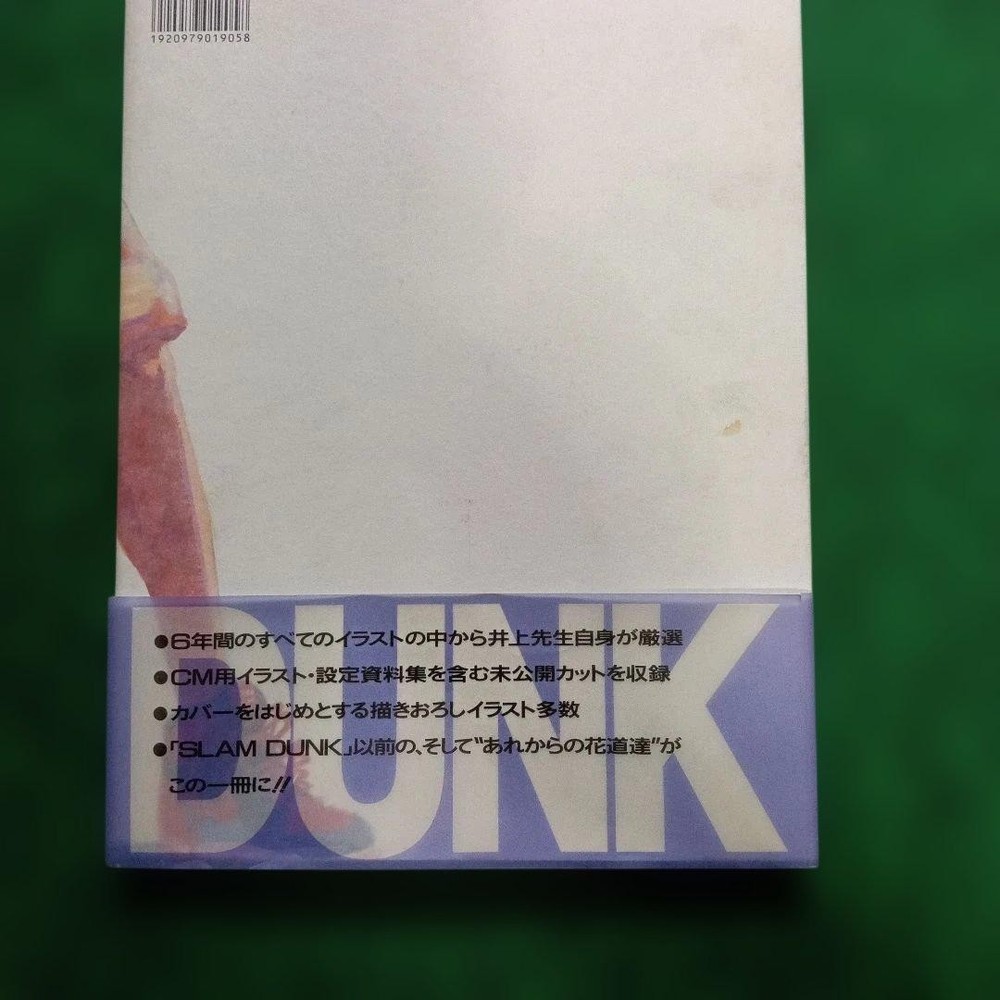 1920979019058
DUNK
●6年間のすべてのイラストの中から井上先生自身が厳選
●CM用イラスト・設定資料集を含む未公開カットを収録
●カバーをはじめとする描きおろしイラスト多数
●「SLAM DUNK」以前の、そして“あれからの花道達”が
この一冊に!!